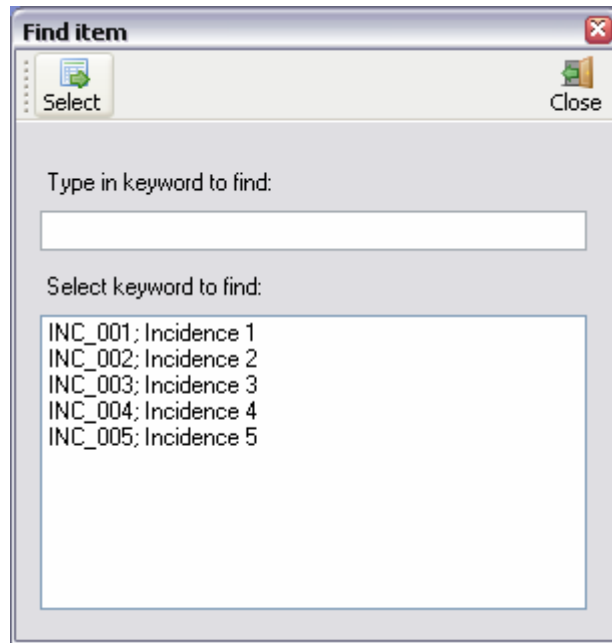 Find item
Select
Close
Type in keyword to find:
Select keyword to find:
INC_001; Incidence 1
INC_002; Incidence 2
INC_003; Incidence 3
INC_004; Incidence 4
INC_005; Incidence 5